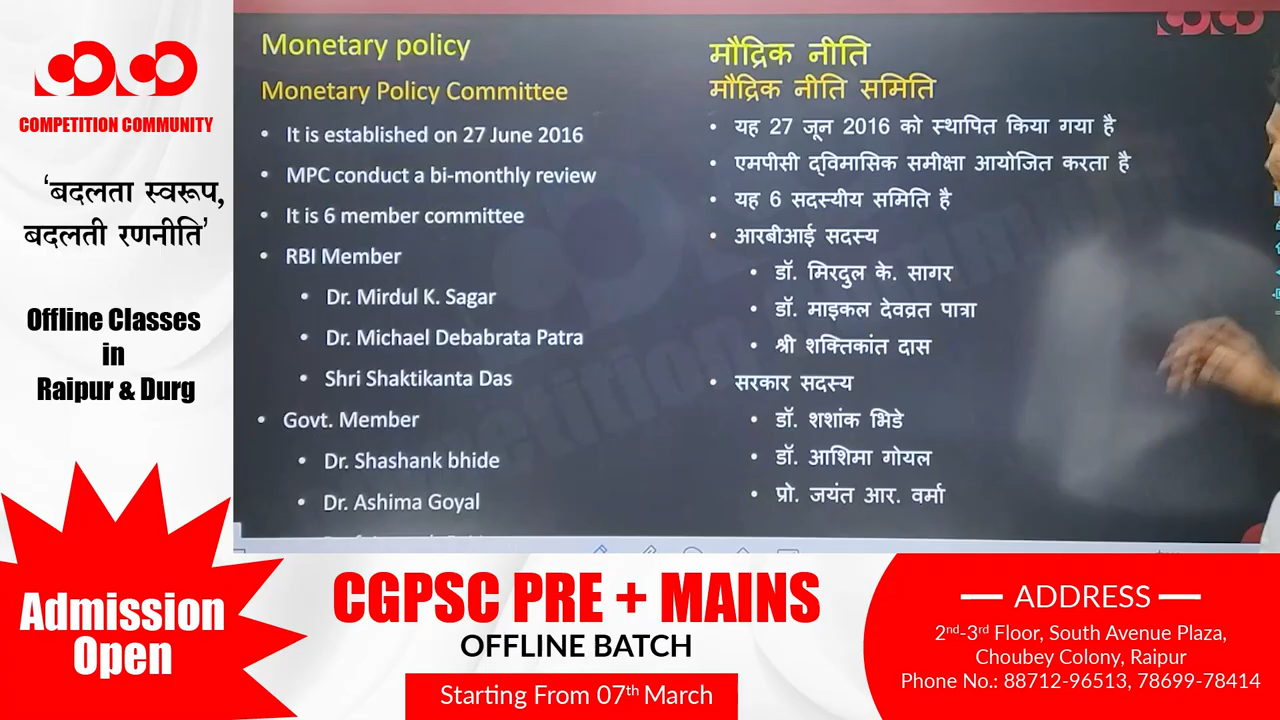 COMPETITION COMMUNITY
'बदलता स्वरूप,
बदलती रणनीति'
Offline Classes
in
Raipur & Durg
Admission
Open
Monetary policy
Monetary Policy Committee
• It is established on 27 June 2016
• MPC conduct a bi-monthly review
• It is 6 member committee
• RBI Member
• Dr. Mirdul K. Sagar
• Dr. Michael Debabrata Patra
• Shri Shaktikanta Das
• Govt. Member
• Dr. Shashank bhide
• Dr. Ashima Goyal
मौद्रिक नीति
मौद्रिक नीति समिति
• यह 27 जून 2016 को स्थापित किया गया है
• एमपीसी द्विमासिक समीक्षा आयोजित करता है
• यह 6 सदस्यीय समिति है
• आरबीआई सदस्य
• डॉ. मिरदुल के. सागर
• डॉ. माइकल देवव्रत पात्रा
• श्री शक्तिकांत दास
• सरकार सदस्य
• डॉ. शशांक भिडे
• डॉ. आशिमा गोयल
• प्रो. जयंत आर. वर्मा
CGPSC PRE + MAINS
OFFLINE BATCH
Starting From 07th March
ADDRESS
2nd-3rd Floor, South Avenue Plaza,
Choubey Colony, Raipur
Phone No.: 88712-96513, 78699-78414